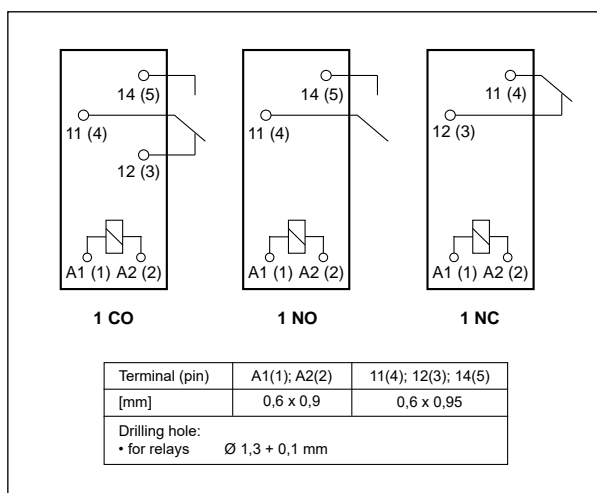 14 (5)
11 (4)
12 (3)
A1 (1) A2 (2)
1 CO
14 (5)
11 (4)
A1 (1) A2 (2)
1 NO
11 (4)
12 (3)
A1 (1) A2 (2)
1 NC
Terminal (pin) A1(1); A2(2) 11(4); 12(3); 14(5)
[mm] 0,6 x 0,9 0,6 x 0,95
Drilling hole:
• for relays Ø 1,3 + 0,1 mm